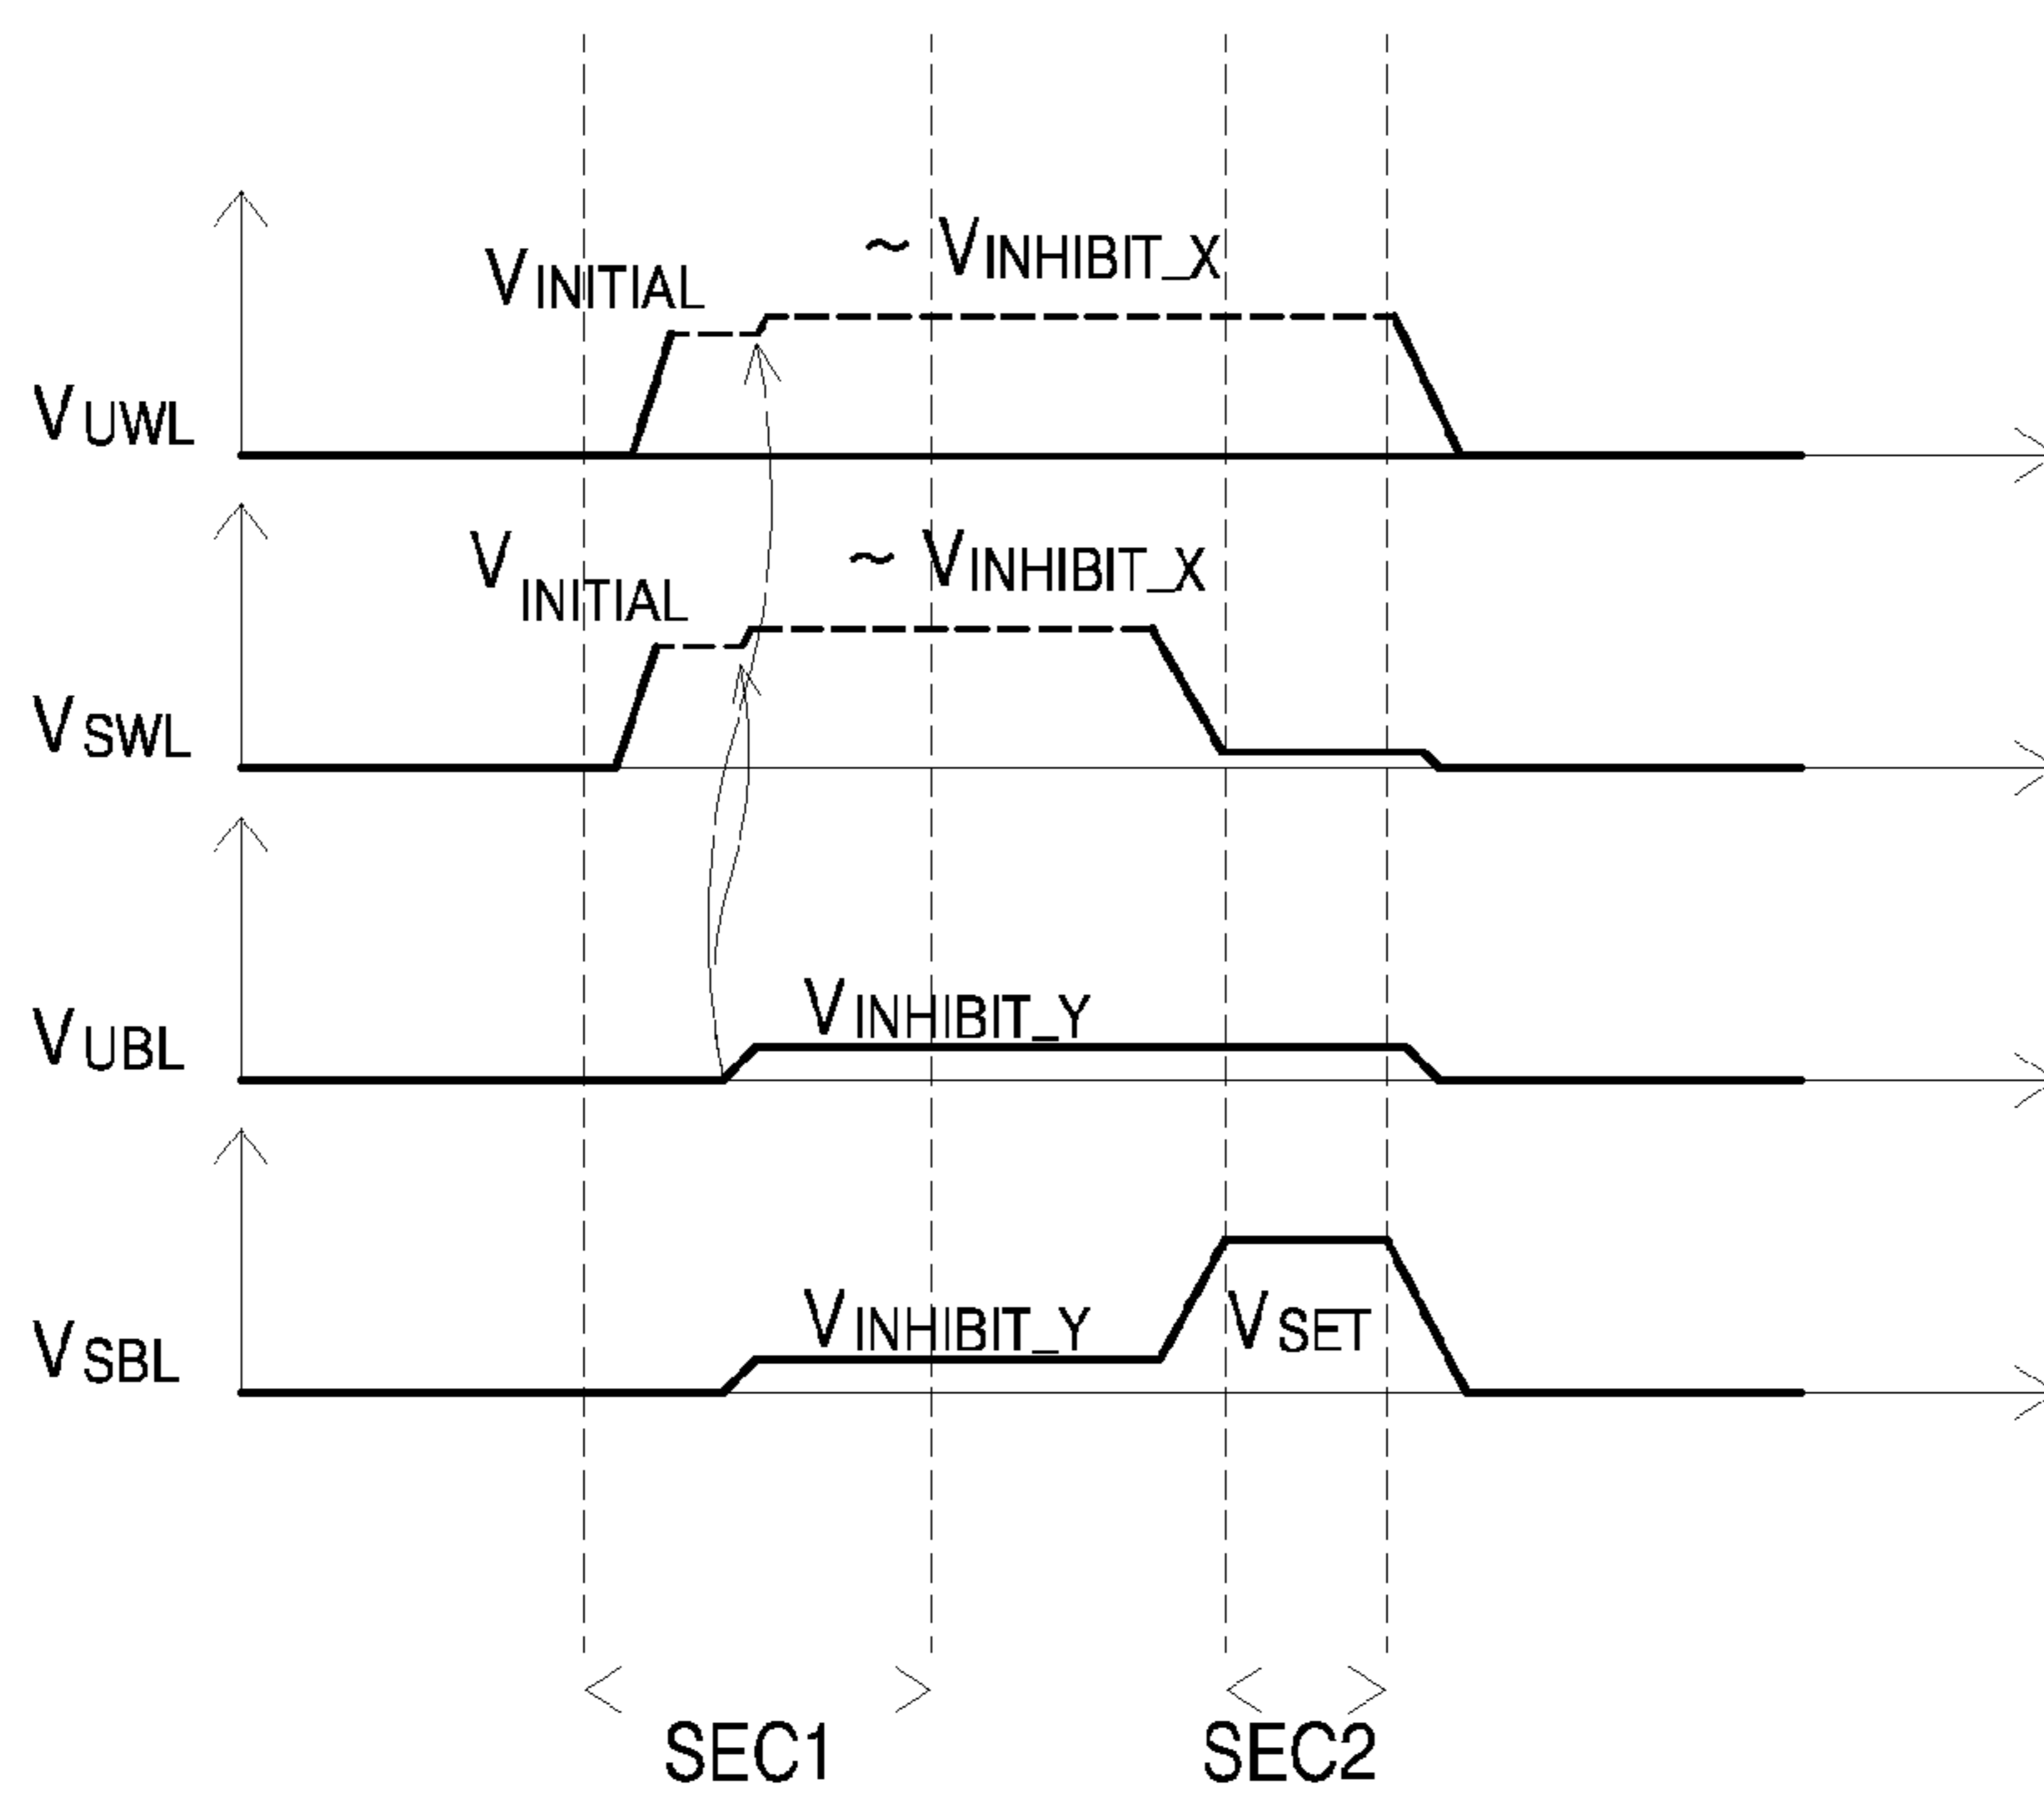 ~ VINHIBIT_X
VINITIAL
VUWL
~ VINHIBIT_X
VINITIAL
VSWL
VINHIBIT_Y
VUBL
VINHIBIT_Y
VSET
VSBL
SEC1
SEC2